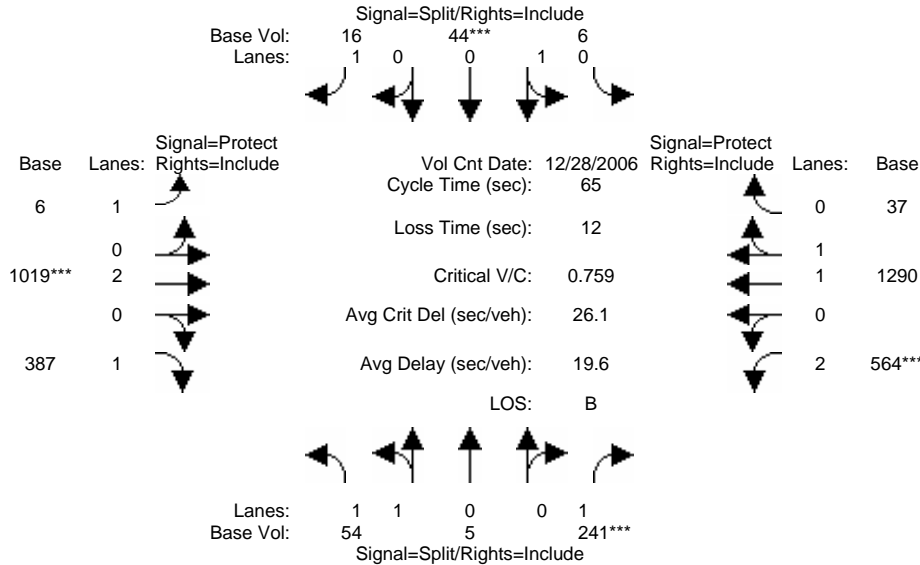 Signal=Split/Rights=Include
Base Vol: 16 44*** 6
Lanes: 1 0 0 1 0
Signal=Protect Signal=Protect
Base Lanes: Rights=Include Vol Cnt Date: 12/28/2006 Rights=Include Lanes: Base
Cycle Time (sec): 65
6 1 0 37
Loss Time (sec): 12
0 1
1019*** 2 Critical V/C: 0.759 1 1290
0 Avg Crit Del (sec/veh): 26.1 0
387 1 Avg Delay (sec/veh): 19.6 2 564***
LOS: B
Lanes: 1 1 0 0 1
Base Vol: 54 5 241***
Signal=Split/Rights=Include